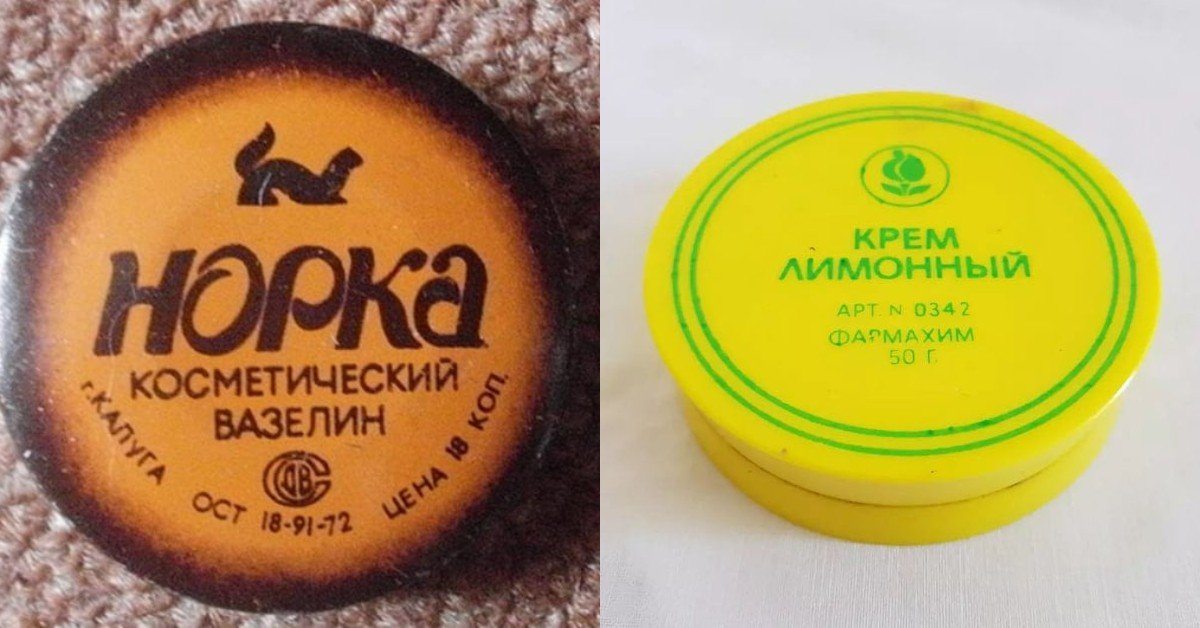 НОРКА
КОСМЕТИЧЕСКИЙ
ВАЗЕЛИН
г. КАЛУГА
ОСТ 18-91-72
ЦЕНА 18 КОП.
КРЕМ
ЛИМОННЫЙ
АРТ. N 0342
ФАРМАХИМ
50 Г.